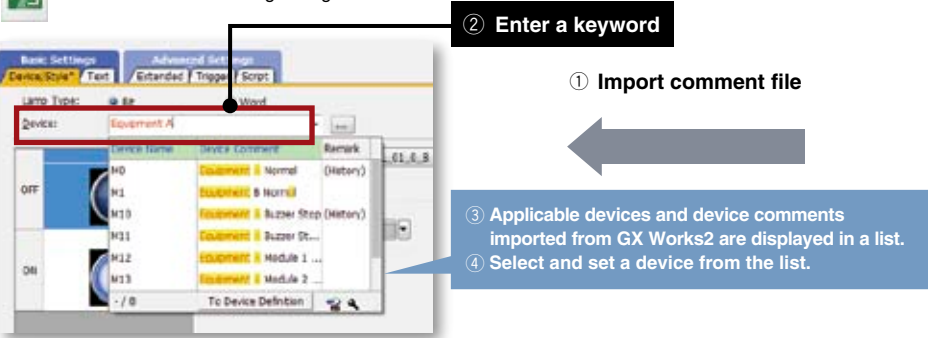 ② Enter a keyword
① Import comment file
Basic Settings Advanced Settings
Device/Style* Text Extended Trigger Script
Lamp Type: Bit Word
Device: Equipment A
Device Name Device Comment Remark
M0 Equipment A Normal (History)
M1 Equipment B Normal
M10 Equipment A Buzzer Stop (History)
M11 Equipment Buzzer St...
M12 Equipment Module 1 ...
M13 Equipment Module 2 ...
- / 8 To Device Definition
OFF
ON
③ Applicable devices and device comments
imported from GX Works2 are displayed in a list.
④ Select and set a device from the list.